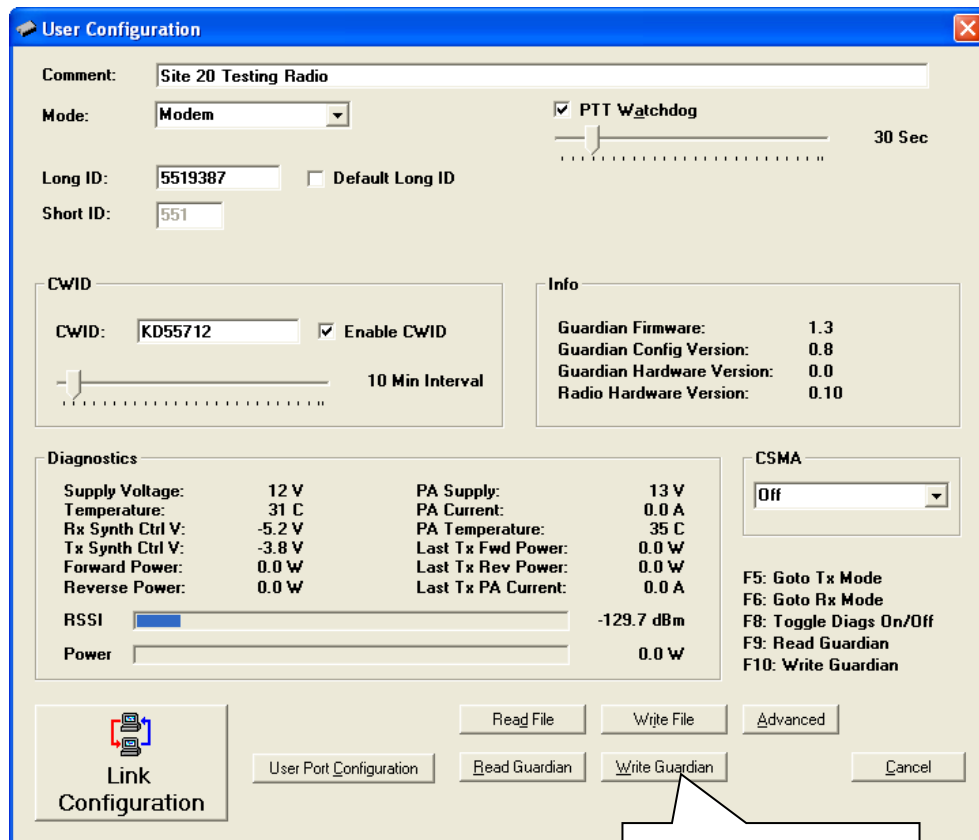 User Configuration
Comment: Site 20 Testing Radio
Mode: Modem
PTT Watchdog
30 Sec
Long ID: 5519387 Default Long ID
Short ID: 551
CWID
CWID: KD55712 Enable CWID
10 Min Interval
Info
Guardian Firmware: 1.3
Guardian Config Version: 0.8
Guardian Hardware Version: 0.0
Radio Hardware Version: 0.10
Diagnostics
Supply Voltage: 12 V
Temperature: 31 C
Rx Synth Ctrl V: -5.2 V
Tx Synth Ctrl V: -3.8 V
Forward Power: 0.0 W
Reverse Power: 0.0 W
PA Supply: 13 V
PA Current: 0.0 A
PA Temperature: 35 C
Last Tx Fwd Power: 0.0 W
Last Tx Rev Power: 0.0 W
Last Tx PA Current: 0.0 A
RSSI -129.7 dBm
Power 0.0 W
CSMA
Off
F5: Goto Tx Mode
F6: Goto Rx Mode
F8: Toggle Diags On/Off
F9: Read Guardian
F10: Write Guardian
Link
Configuration
Read File Write File Advanced
User Port Configuration Read Guardian Write Guardian Cancel